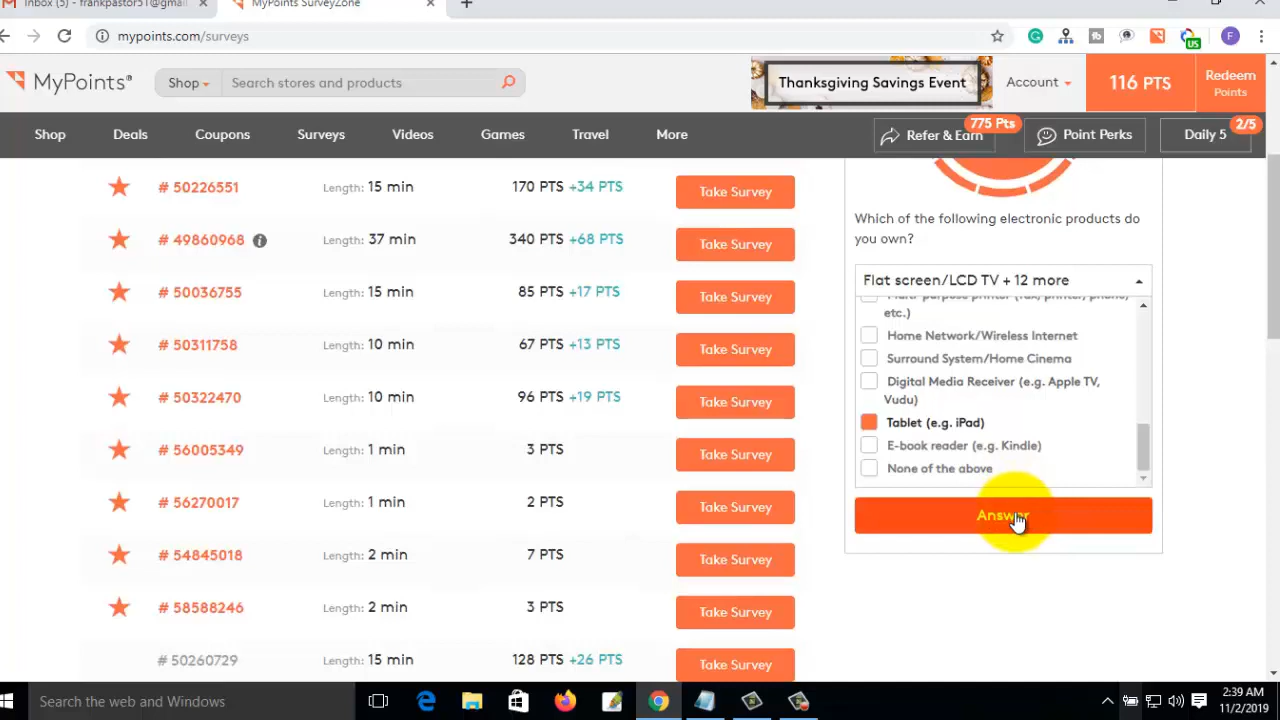 Inbox (5) - frankpastor51@gmail
MyPoints SurveyZone
mypoints.com/surveys
US
F
MyPoints®
Shop
Search stores and products
Thanksgiving Savings Event
Account
116 PTS
Redeem
Points
Shop
Deals
Coupons
Surveys
Videos
Games
Travel
More
Refer & Earn
775 Pts
Point Perks
Daily 5
2/5
# 50226551 Length: 15 min 170 PTS +34 PTS Take Survey
# 49860968 Length: 37 min 340 PTS +68 PTS Take Survey
# 50036755 Length: 15 min 85 PTS +17 PTS Take Survey
# 50311758 Length: 10 min 67 PTS +13 PTS Take Survey
# 50322470 Length: 10 min 96 PTS +19 PTS Take Survey
# 56005349 Length: 1 min 3 PTS Take Survey
# 56270017 Length: 1 min 2 PTS Take Survey
# 54845018 Length: 2 min 7 PTS Take Survey
# 58588246 Length: 2 min 3 PTS Take Survey
# 50260729 Length: 15 min 128 PTS +26 PTS Take Survey
Which of the following electronic products do
you own?
Flat screen/LCD TV + 12 more
Multi-purpose printer (fax, printer, phone,
etc.)
Home Network/Wireless Internet
Surround System/Home Cinema
Digital Media Receiver (e.g. Apple TV,
Vudu)
Tablet (e.g. iPad)
E-book reader (e.g. Kindle)
None of the above
Answer
Search the web and Windows
2:39 AM
11/2/2019